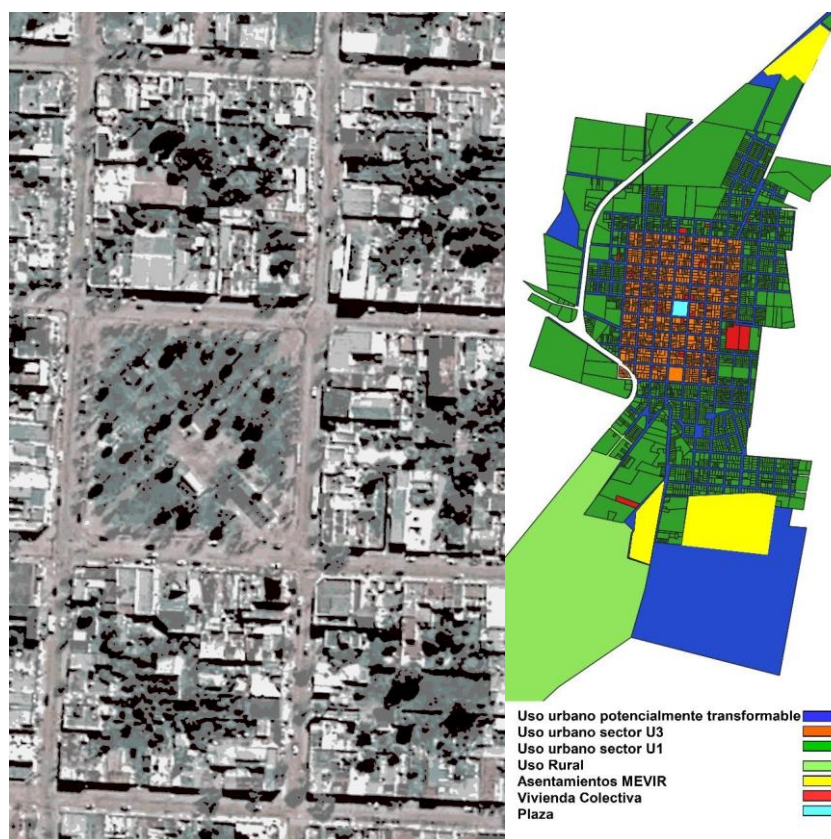 Uso urbano potencialmente transformable
Uso urbano sector U3
Uso urbano sector U1
Uso Rural
Asentamientos MEVIR
Vivienda Colectiva
Plaza